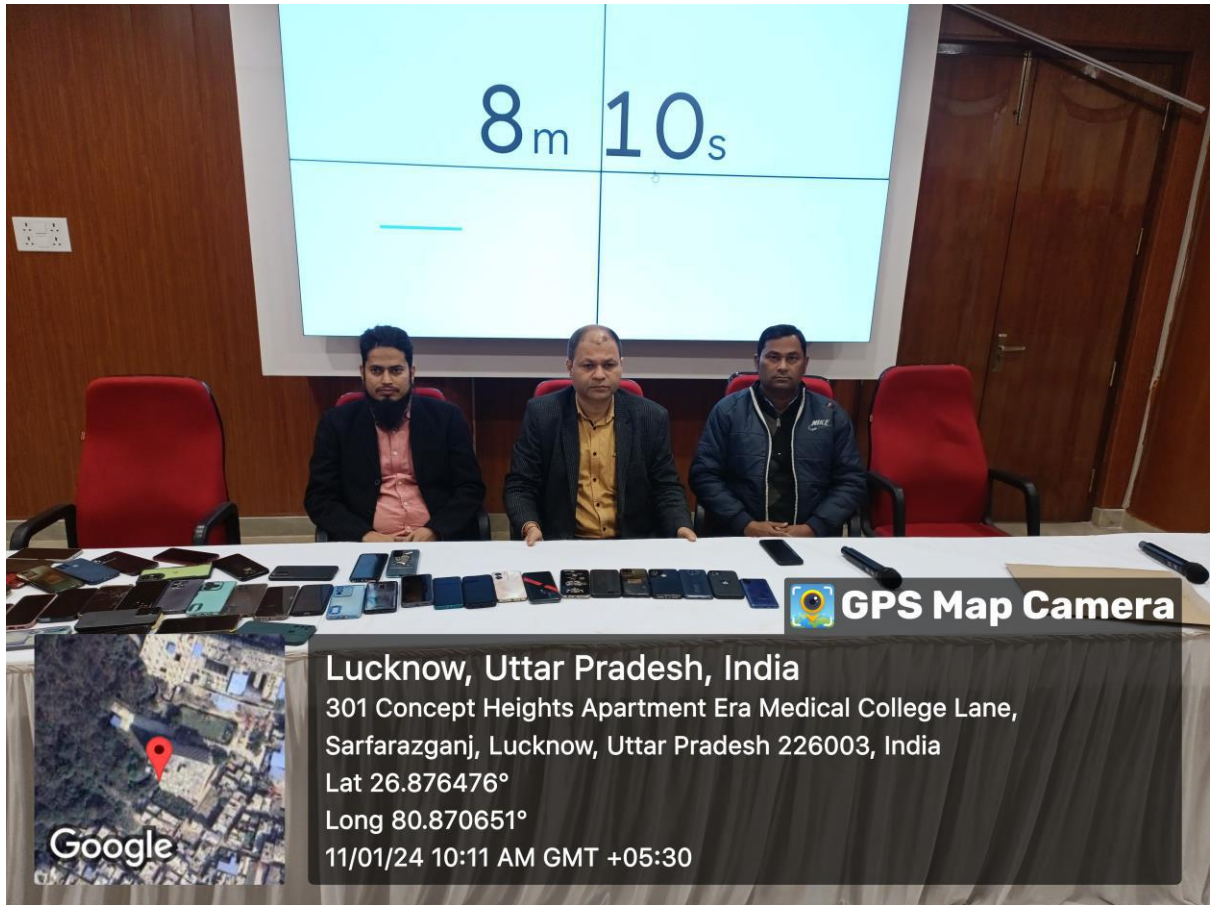 8m 10s
NIKE
GPS Map Camera
Lucknow, Uttar Pradesh, India
301 Concept Heights Apartment Era Medical College Lane,
Sarfarazganj, Lucknow, Uttar Pradesh 226003, India
Lat 26.876476°
Long 80.870651°
11/01/24 10:11 AM GMT +05:30
Google